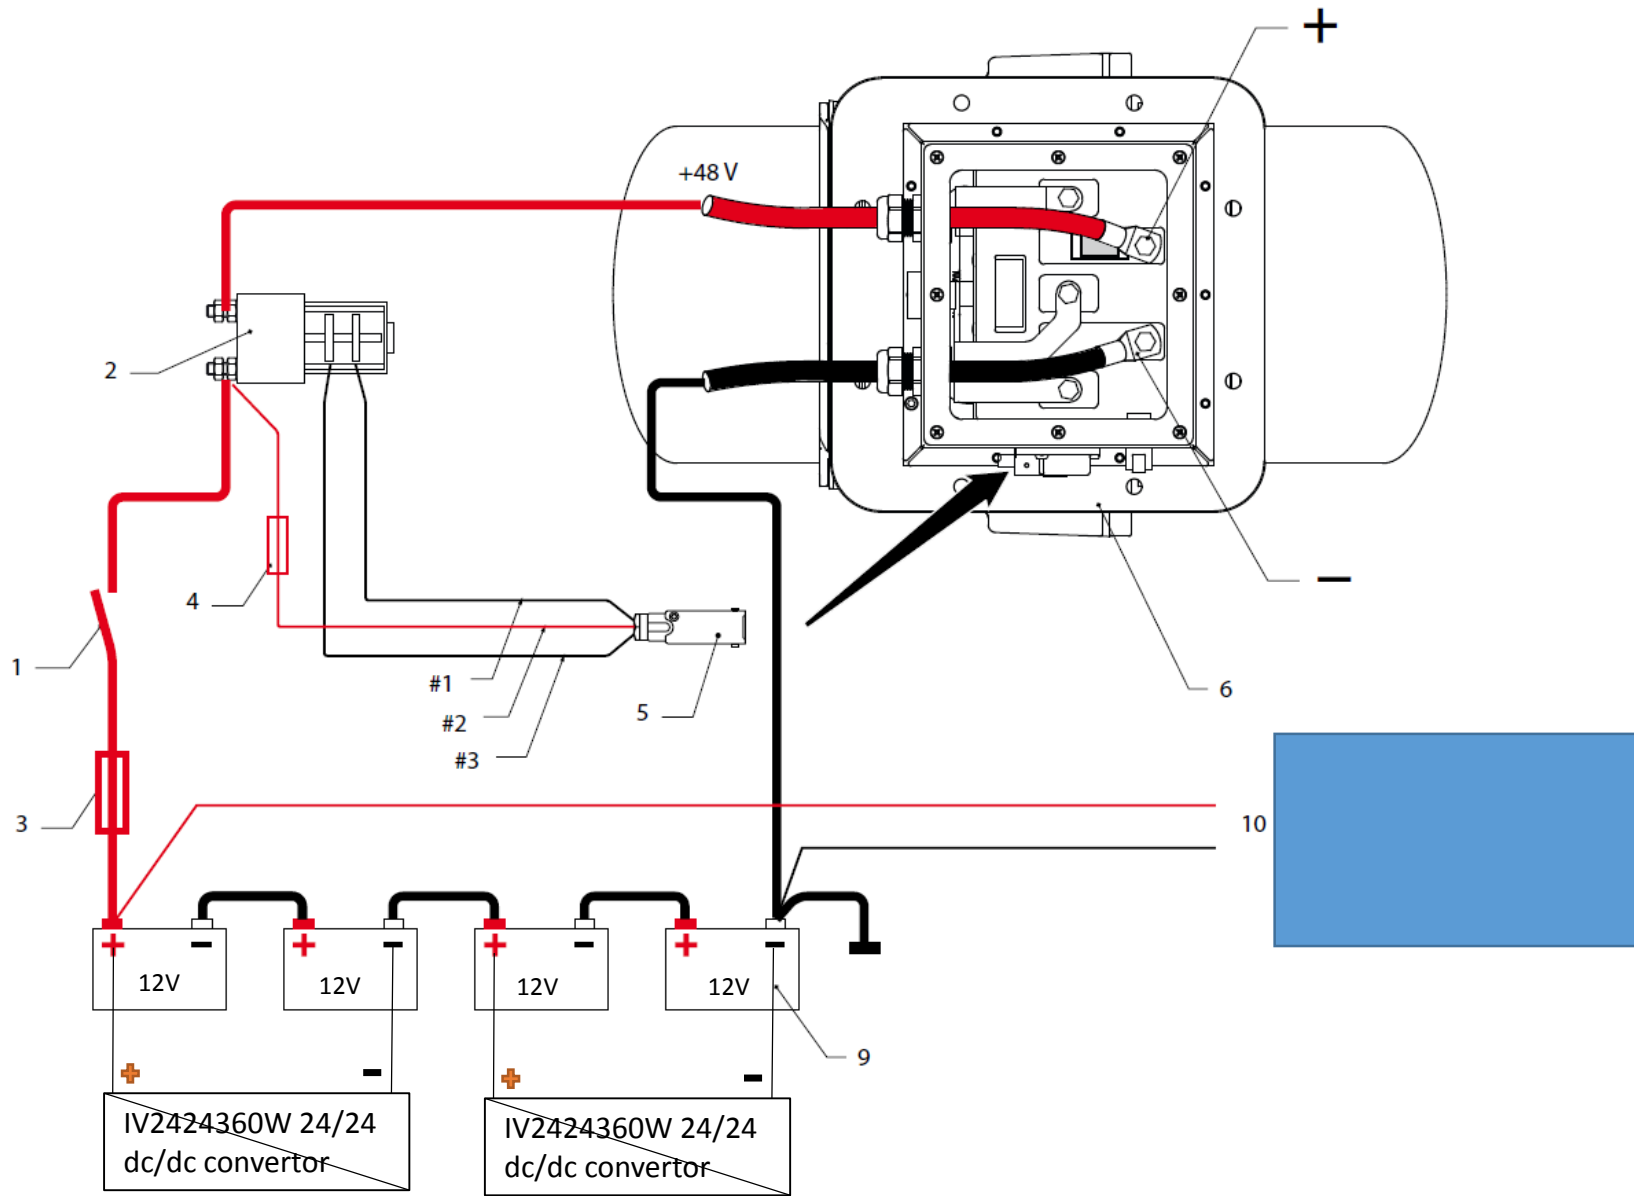 +
+48 V
2
4
1
#1
#2
#3
5
6
−
3
10
+ −
+ −
+ −
+ −
12V
12V
12V
12V
9
+ −
+ −
IV2424360W 24/24
dc/dc convertor
IV2424360W 24/24
dc/dc convertor